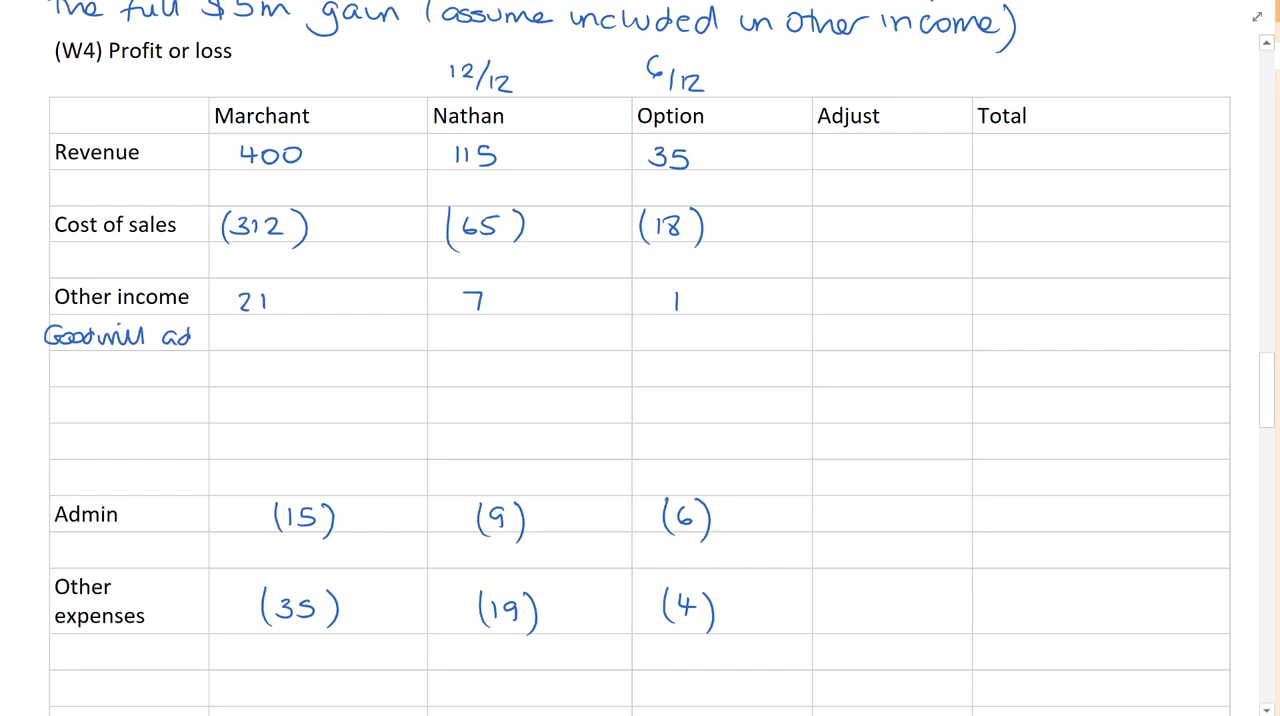 The full $5m gain (assume included in other income)
(W4) Profit or loss
12/12 6/12
Marchant Nathan Option Adjust Total
Revenue 400 115 35
Cost of sales (312) (65) (18)
Other income 21 7 1
Goodwill ad
Admin (15) (9) (6)
Other
expenses (35) (19) (4)